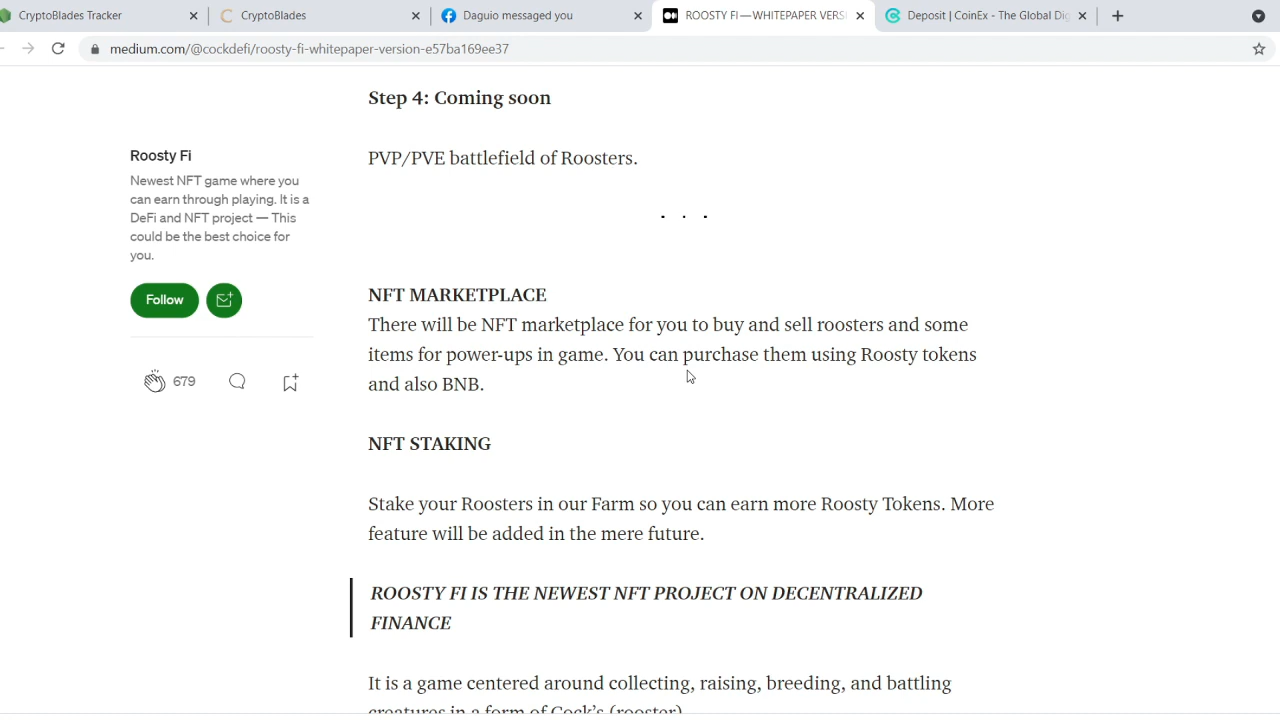 CryptoBlades Tracker
CryptoBlades
Daguio messaged you
ROOSTY FI — WHITEPAPER VERS
Deposit | CoinEx - The Global Dig
medium.com/@cockdefi/roosty-fi-whitepaper-version-e57ba169ee37
Step 4: Coming soon
PVP/PVE battlefield of Roosters.
. . .
Roosty Fi
Newest NFT game where you
can earn through playing. It is a
DeFi and NFT project — This
could be the best choice for
you.
Follow
679
NFT MARKETPLACE
There will be NFT marketplace for you to buy and sell roosters and some
items for power-ups in game. You can purchase them using Roosty tokens
and also BNB.
NFT STAKING
Stake your Roosters in our Farm so you can earn more Roosty Tokens. More
feature will be added in the mere future.
ROOSTY FI IS THE NEWEST NFT PROJECT ON DECENTRALIZED
FINANCE
It is a game centered around collecting, raising, breeding, and battling
creatures in a form of Cock's (rooster)